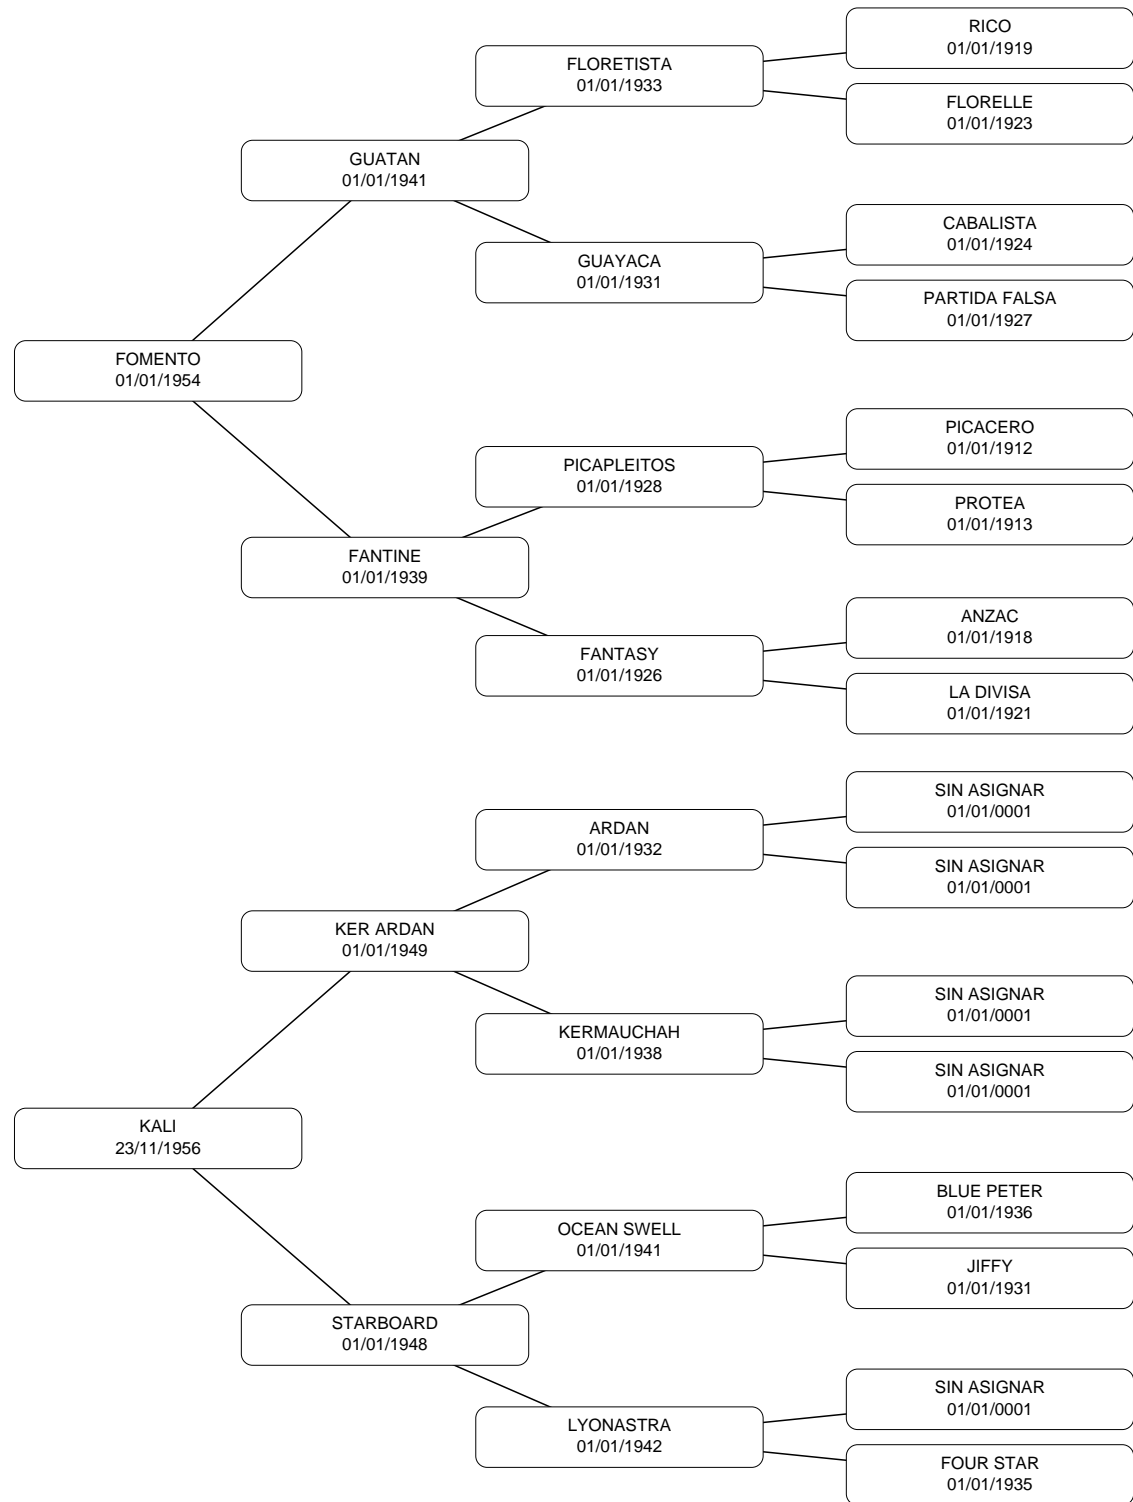 RICO
01/01/1919
FLORETISTA
01/01/1933
FLORELLE
01/01/1923
GUATAN
01/01/1941
CABALISTA
01/01/1924
GUAYACA
01/01/1931
PARTIDA FALSA
01/01/1927
FOMENTO
01/01/1954
PICACERO
01/01/1912
PICAPLEITOS
01/01/1928
PROTEA
01/01/1913
FANTINE
01/01/1939
ANZAC
01/01/1918
FANTASY
01/01/1926
LA DIVISA
01/01/1921
SIN ASIGNAR
01/01/0001
ARDAN
01/01/1932
SIN ASIGNAR
01/01/0001
KER ARDAN
01/01/1949
SIN ASIGNAR
01/01/0001
KERMAUCHAH
01/01/1938
SIN ASIGNAR
01/01/0001
KALI
23/11/1956
BLUE PETER
01/01/1936
OCEAN SWELL
01/01/1941
JIFFY
01/01/1931
STARBOARD
01/01/1948
SIN ASIGNAR
01/01/0001
LYONASTRA
01/01/1942
FOUR STAR
01/01/1935